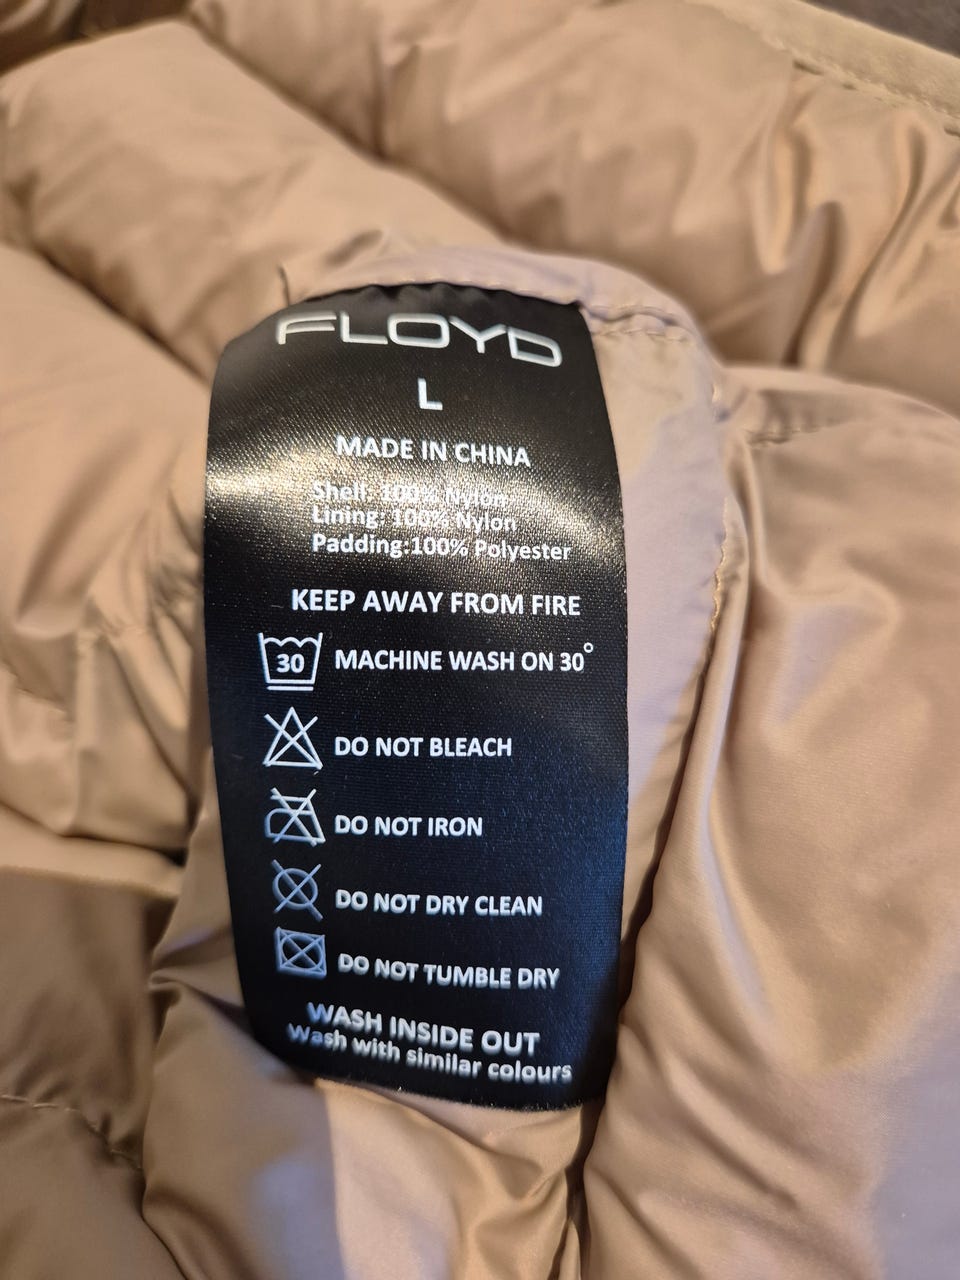 FLOYD
L
MADE IN CHINA
Shell: 100% Nylon
Lining: 100% Nylon
Padding:100% Polyester
KEEP AWAY FROM FIRE
30 MACHINE WASH ON 30°
DO NOT BLEACH
DO NOT IRON
DO NOT DRY CLEAN
DO NOT TUMBLE DRY
WASH INSIDE OUT
Wash with similar colours